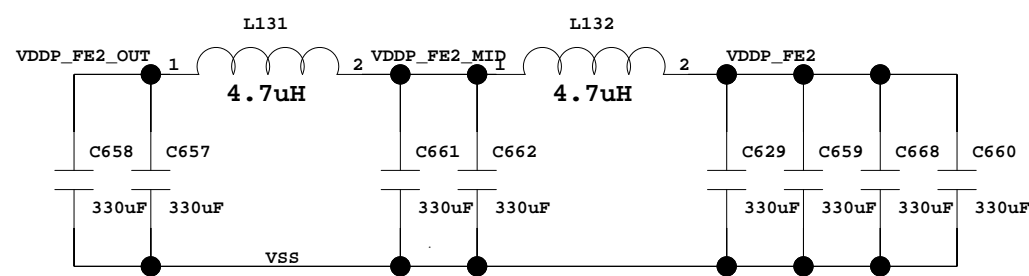 L131 L132
VDDP_FE2_OUT 1 2 VDDP_FE2_MID 1 2 VDDP_FE2
4.7uH 4.7uH
C658 C657 C661 C662 C629 C659 C668 C660
330uF 330uF 330uF 330uF 330uF 330uF 330uF 330uF
VSS